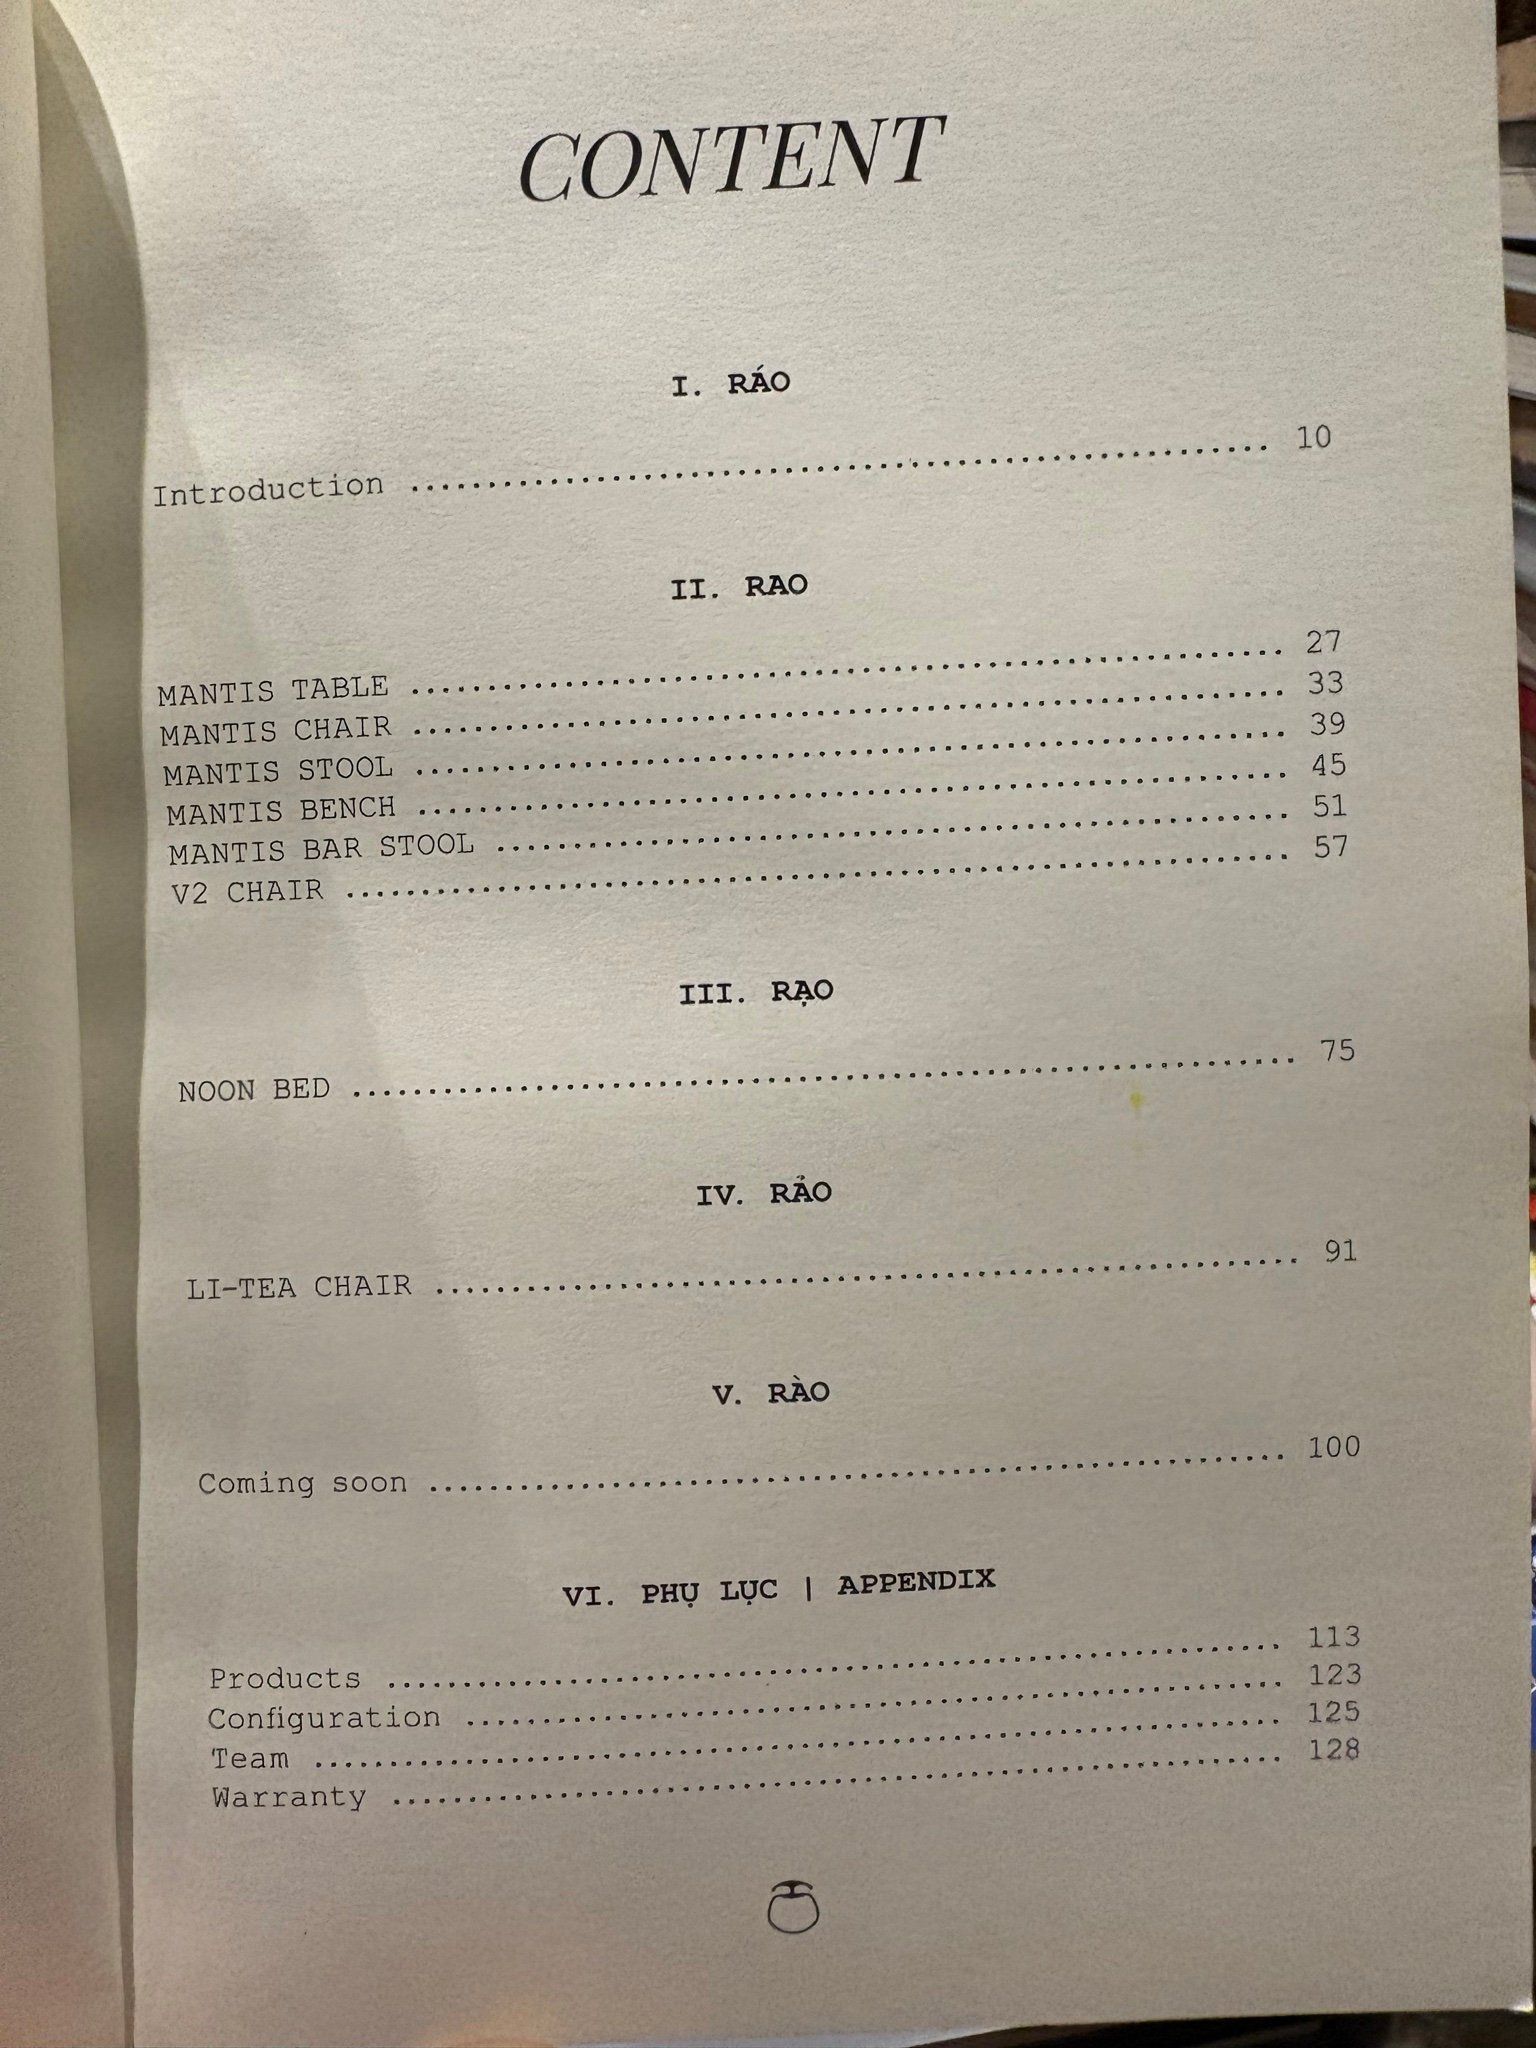 CONTENT
I. RÁO
Introduction ........................................................ 10
II. RAO
MANTIS TABLE ........................................................ 27
MANTIS CHAIR ........................................................ 33
MANTIS STOOL ........................................................ 39
MANTIS BENCH ........................................................ 45
MANTIS BAR STOOL ................................................... 51
V2 CHAIR ............................................................ 57
III. RẠO
NOON BED ............................................................ 75
IV. RẢO
LI-TEA CHAIR ........................................................ 91
V. RÀO
Coming soon ........................................................ 100
VI. PHỤ LỤC | APPENDIX
Products ........................................................... 113
Configuration ...................................................... 123
Team ............................................................... 125
Warranty ........................................................... 128